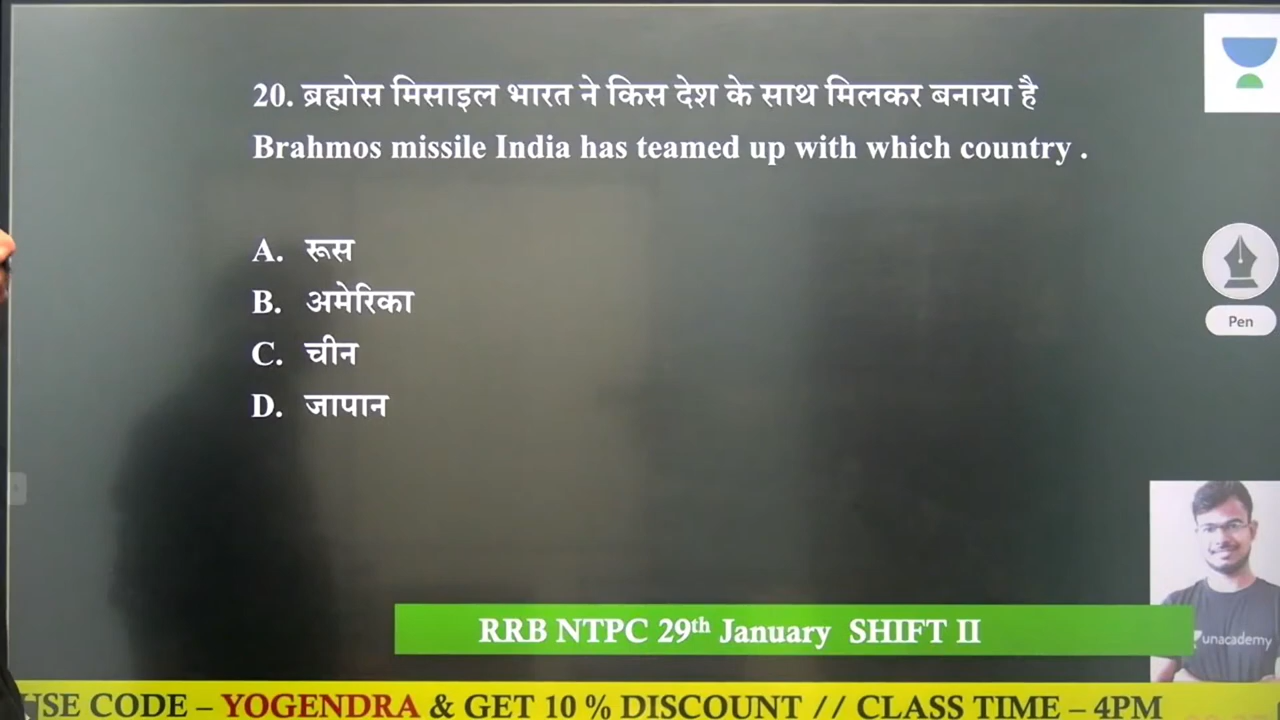 20. ब्रह्मोस मिसाइल भारत ने किस देश के साथ मिलकर बनाया है
Brahmos missile India has teamed up with which country .
A. रूस
B. अमेरिका
C. चीन
D. जापान
Pen
unacademy
RRB NTPC 29th January SHIFT II
USE CODE – YOGENDRA & GET 10 % DISCOUNT // CLASS TIME – 4PM